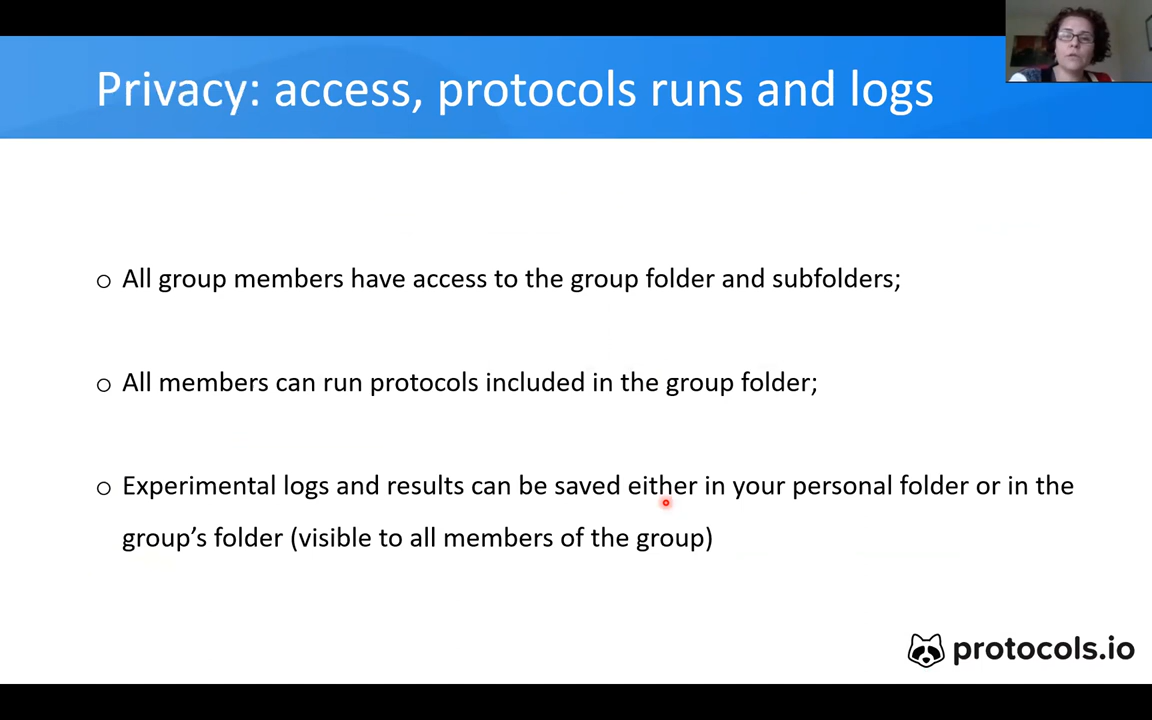 Privacy: access, protocols runs and logs
o All group members have access to the group folder and subfolders;
o All members can run protocols included in the group folder;
o Experimental logs and results can be saved either in your personal folder or in the
group’s folder (visible to all members of the group)
protocols.io